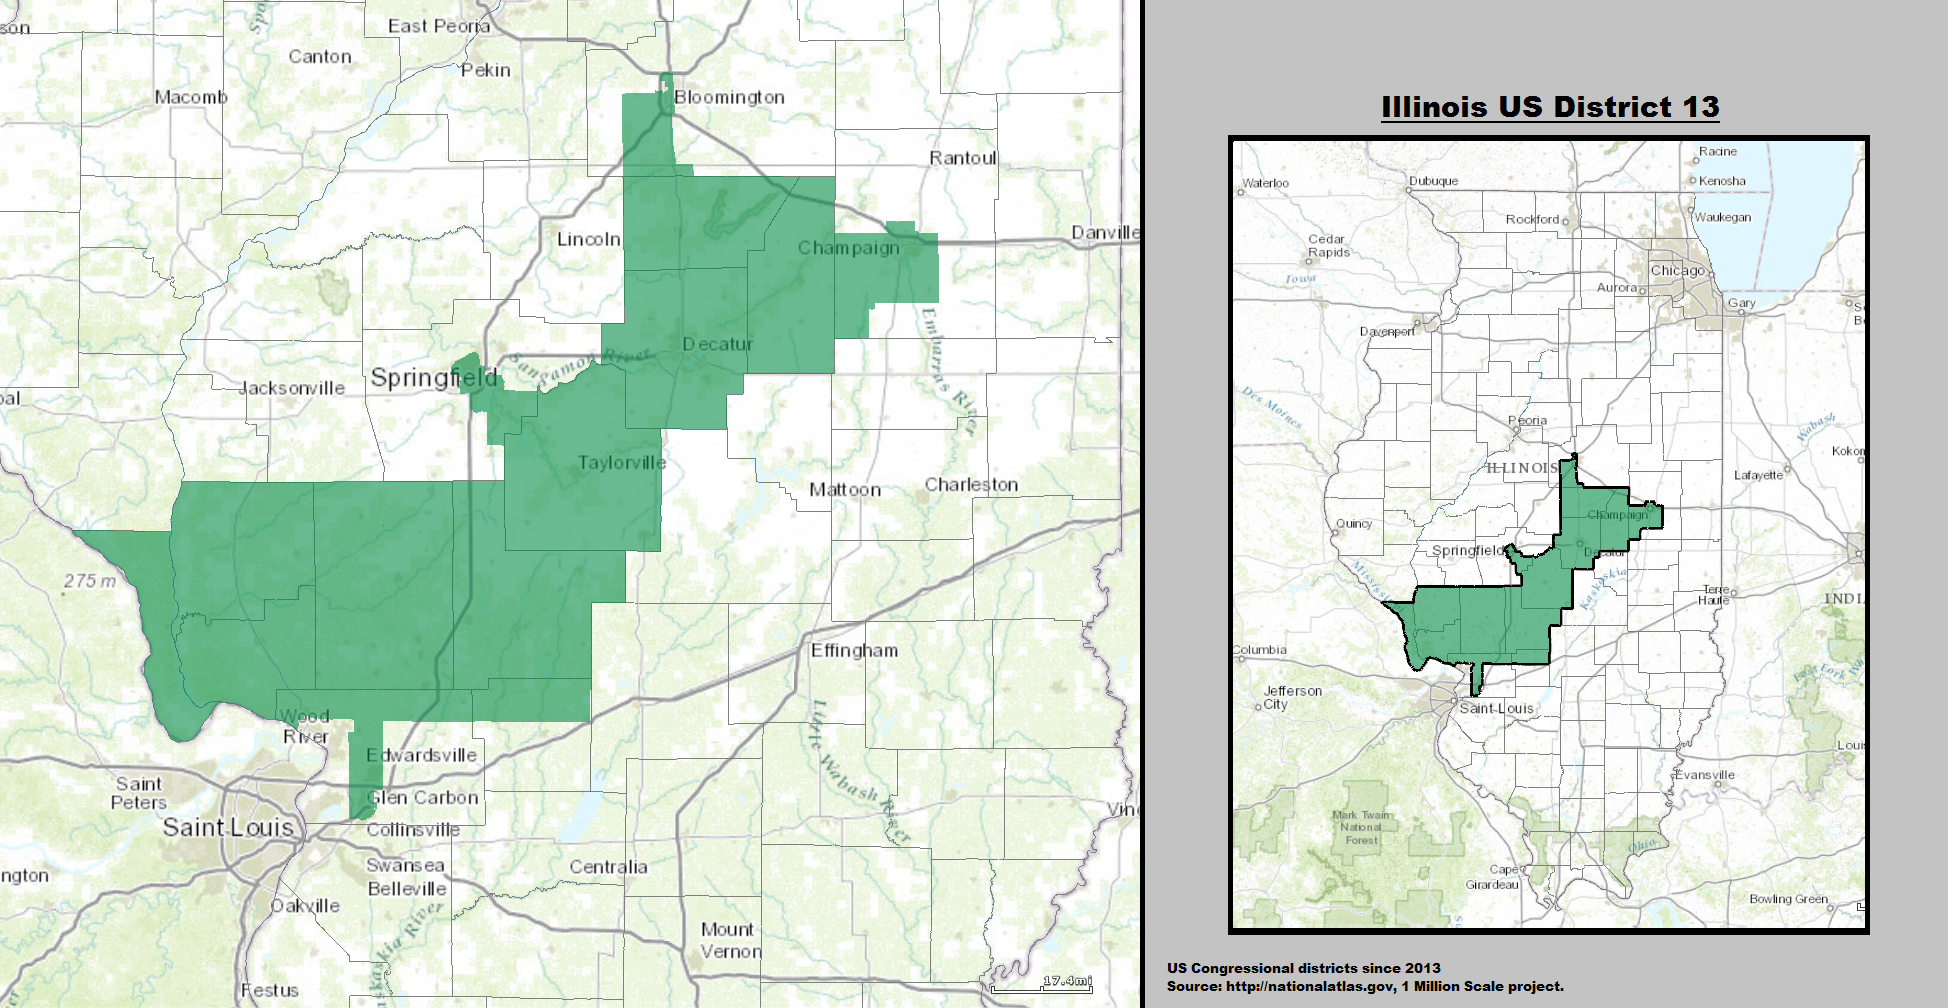 East Peoria
son
Canton
Pekin
Macomb
Bloomington
Rantoul
Lincoln
Champaign
Danville
Embarras River
Sangamon River
Decatur
Springfield
Jacksonville
Taylorville
Mattoon
Charleston
275 m
Effingham
Wood
River
Edwardsville
Little Wabash River
Saint
Peters
Glen Carbon
Saint Louis
Collinsville
Swansea
Belleville
Centralia
ngton
Oakville
Mount
Vernon
Festus
17.4mi
Illinois US District 13
Racine
Kenosha
Waterloo
Dubuque
Waukegan
Rockford
Cedar
Rapids
Iowa
Chicago
Aurora
Gary
Davenport
Des Moines
Peoria
Wabash
Kokom
ILLINOIS
Lafayette
Champaign
Quincy
Springfield
Decatur
Mississi
Kaskaskia
Terre
Haute
INDI
Columbia
Jefferson
City
Saint Louis
Loui
Evansville
Mark Twain
National
Forest
Ohio
Cape
Girardeau
Bowling Green
US Congressional districts since 2013
Source: http://nationalatlas.gov, 1 Million Scale project.